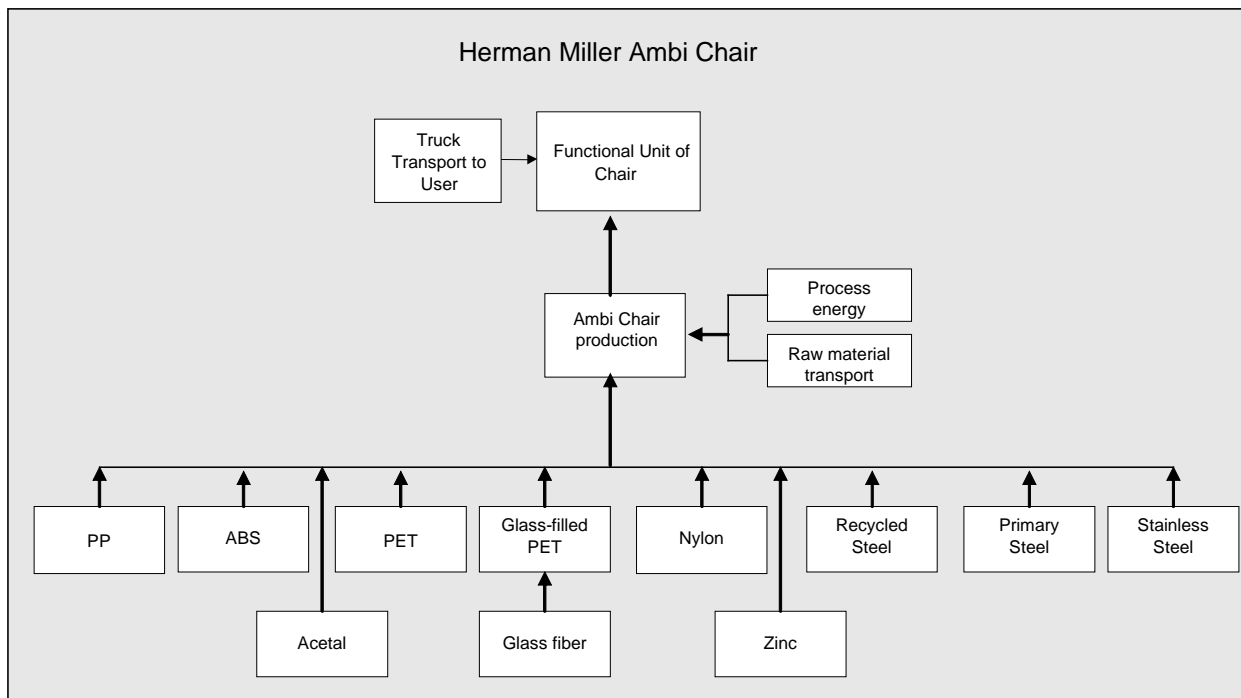 Herman Miller Ambi Chair
Truck
Transport to
User
Functional Unit of
Chair
Process
energy
Ambi Chair
production
Raw material
transport
PP
ABS
PET
Glass-filled
PET
Nylon
Recycled
Steel
Primary
Steel
Stainless
Steel
Acetal
Glass fiber
Zinc